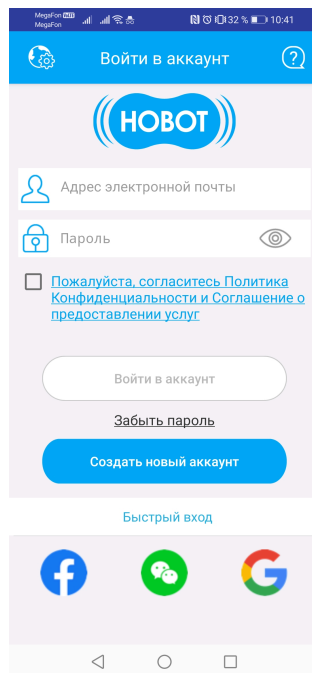 MegaFon
MegaFon
32 % 10:41
Войти в аккаунт
HOBOT
Адрес электронной почты
Пароль
Пожалуйста, согласитесь Политика
Конфиденциальности и Соглашение о
предоставлении услуг
Войти в аккаунт
Забыть пароль
Создать новый аккаунт
Быстрый вход